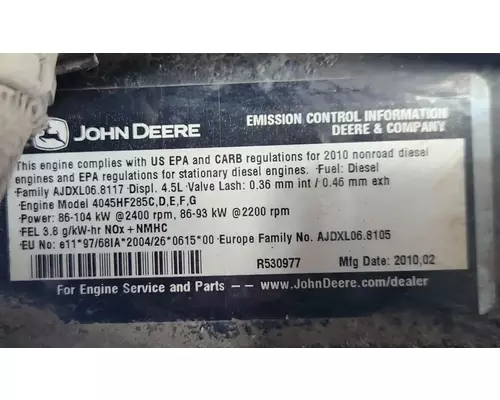 JOHN DEERE
EMISSION CONTROL INFORMATION
DEERE & COMPANY
This engine complies with US EPA and CARB regulations for 2010 nonroad diesel
engines and EPA regulations for stationary diesel engines. Fuel: Diesel
Family AJDXL06.8117 Displ. 4.5L Valve Lash: 0.36 mm int / 0.46 mm exh
Engine Model 4045HF285C,D,E,F,G
Power: 86-104 kW @2400 rpm, 86-93 kW @2200 rpm
FEL 3.8 g/kW-hr NOx + NMHC
EU No: e11*97/68IA*2004/26*0615*00 Europe Family No. AJDXL06.8105
R530977 Mfg Date: 2010,02
For Engine Service and Parts -- www.JohnDeere.com/dealer